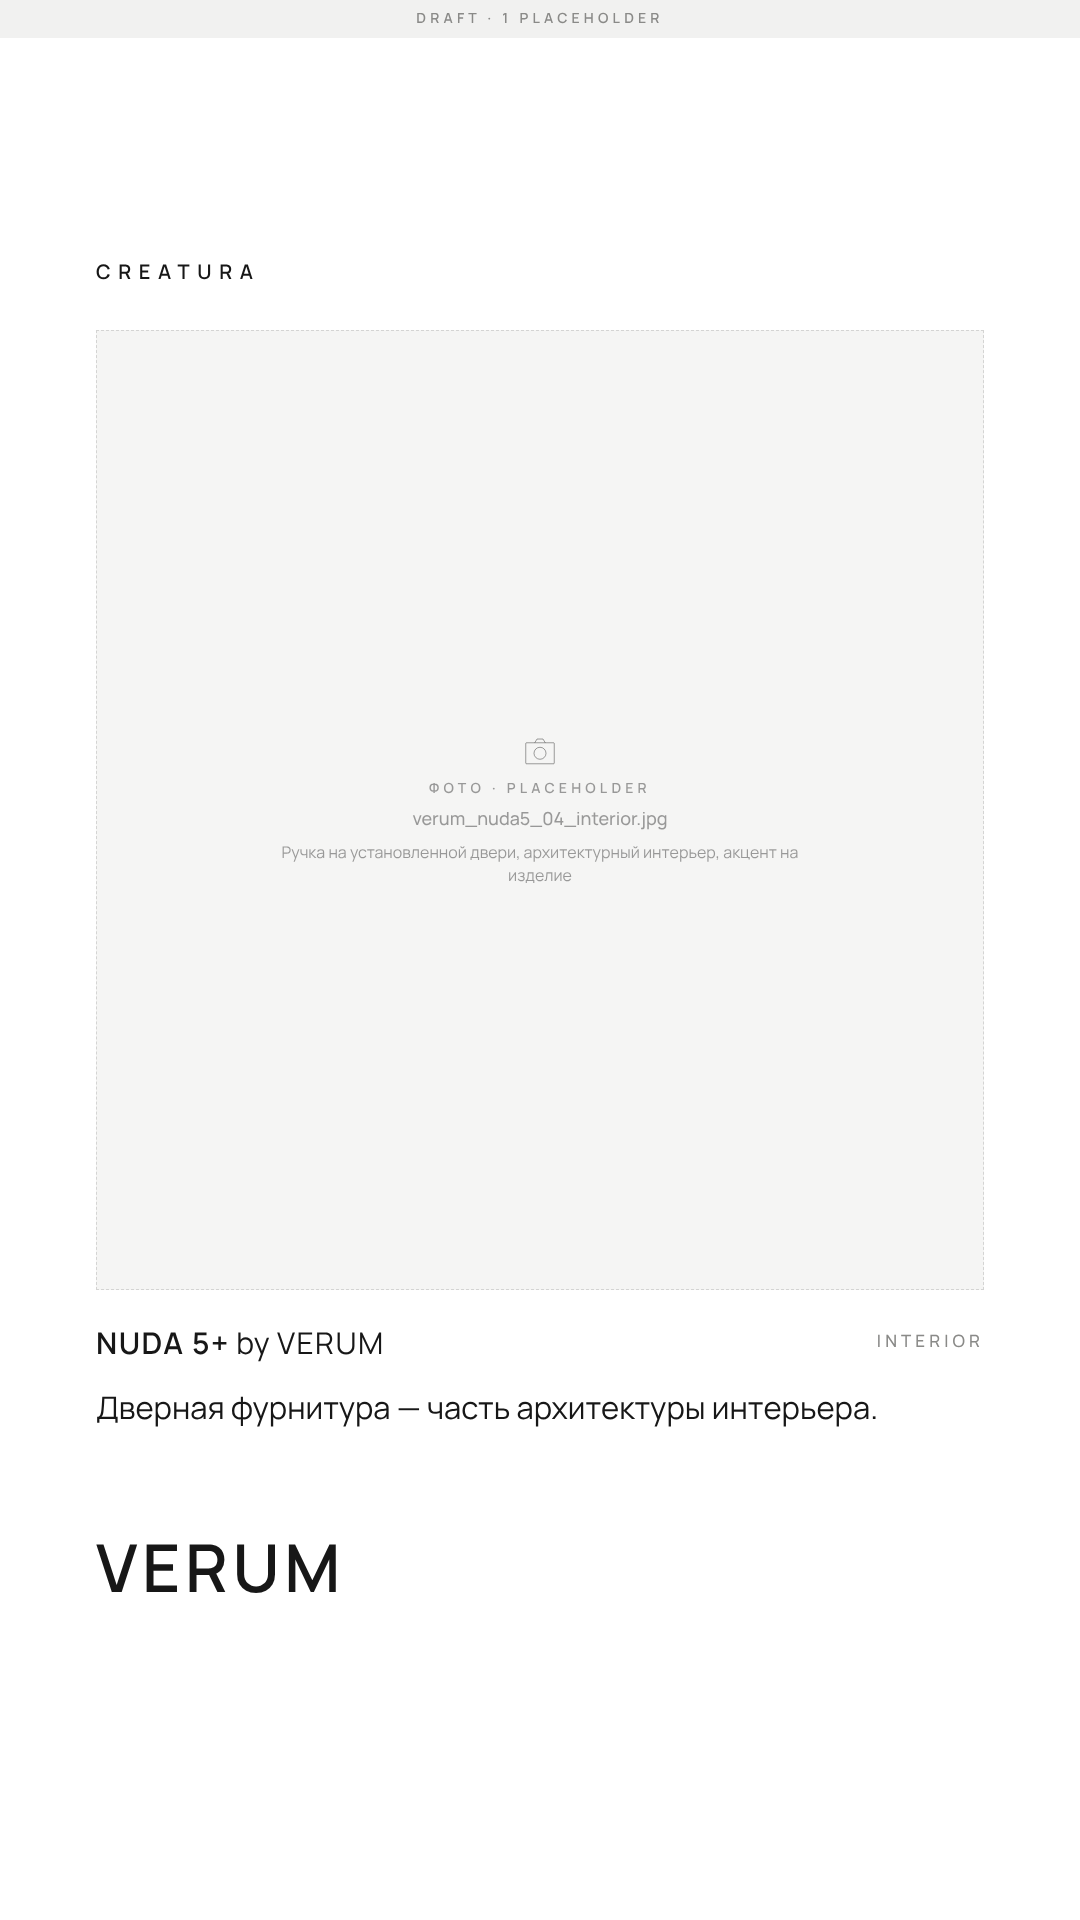 DRAFT · 1 PLACEHOLDER
CREATURA
ФОТО · PLACEHOLDER
verum_nuda5_04_interior.jpg
Ручка на установленной двери, архитектурный интерьер, акцент на
изделие
NUDA 5+ by VERUM
INTERIOR
Дверная фурнитура — часть архитектуры интерьера.
VERUM